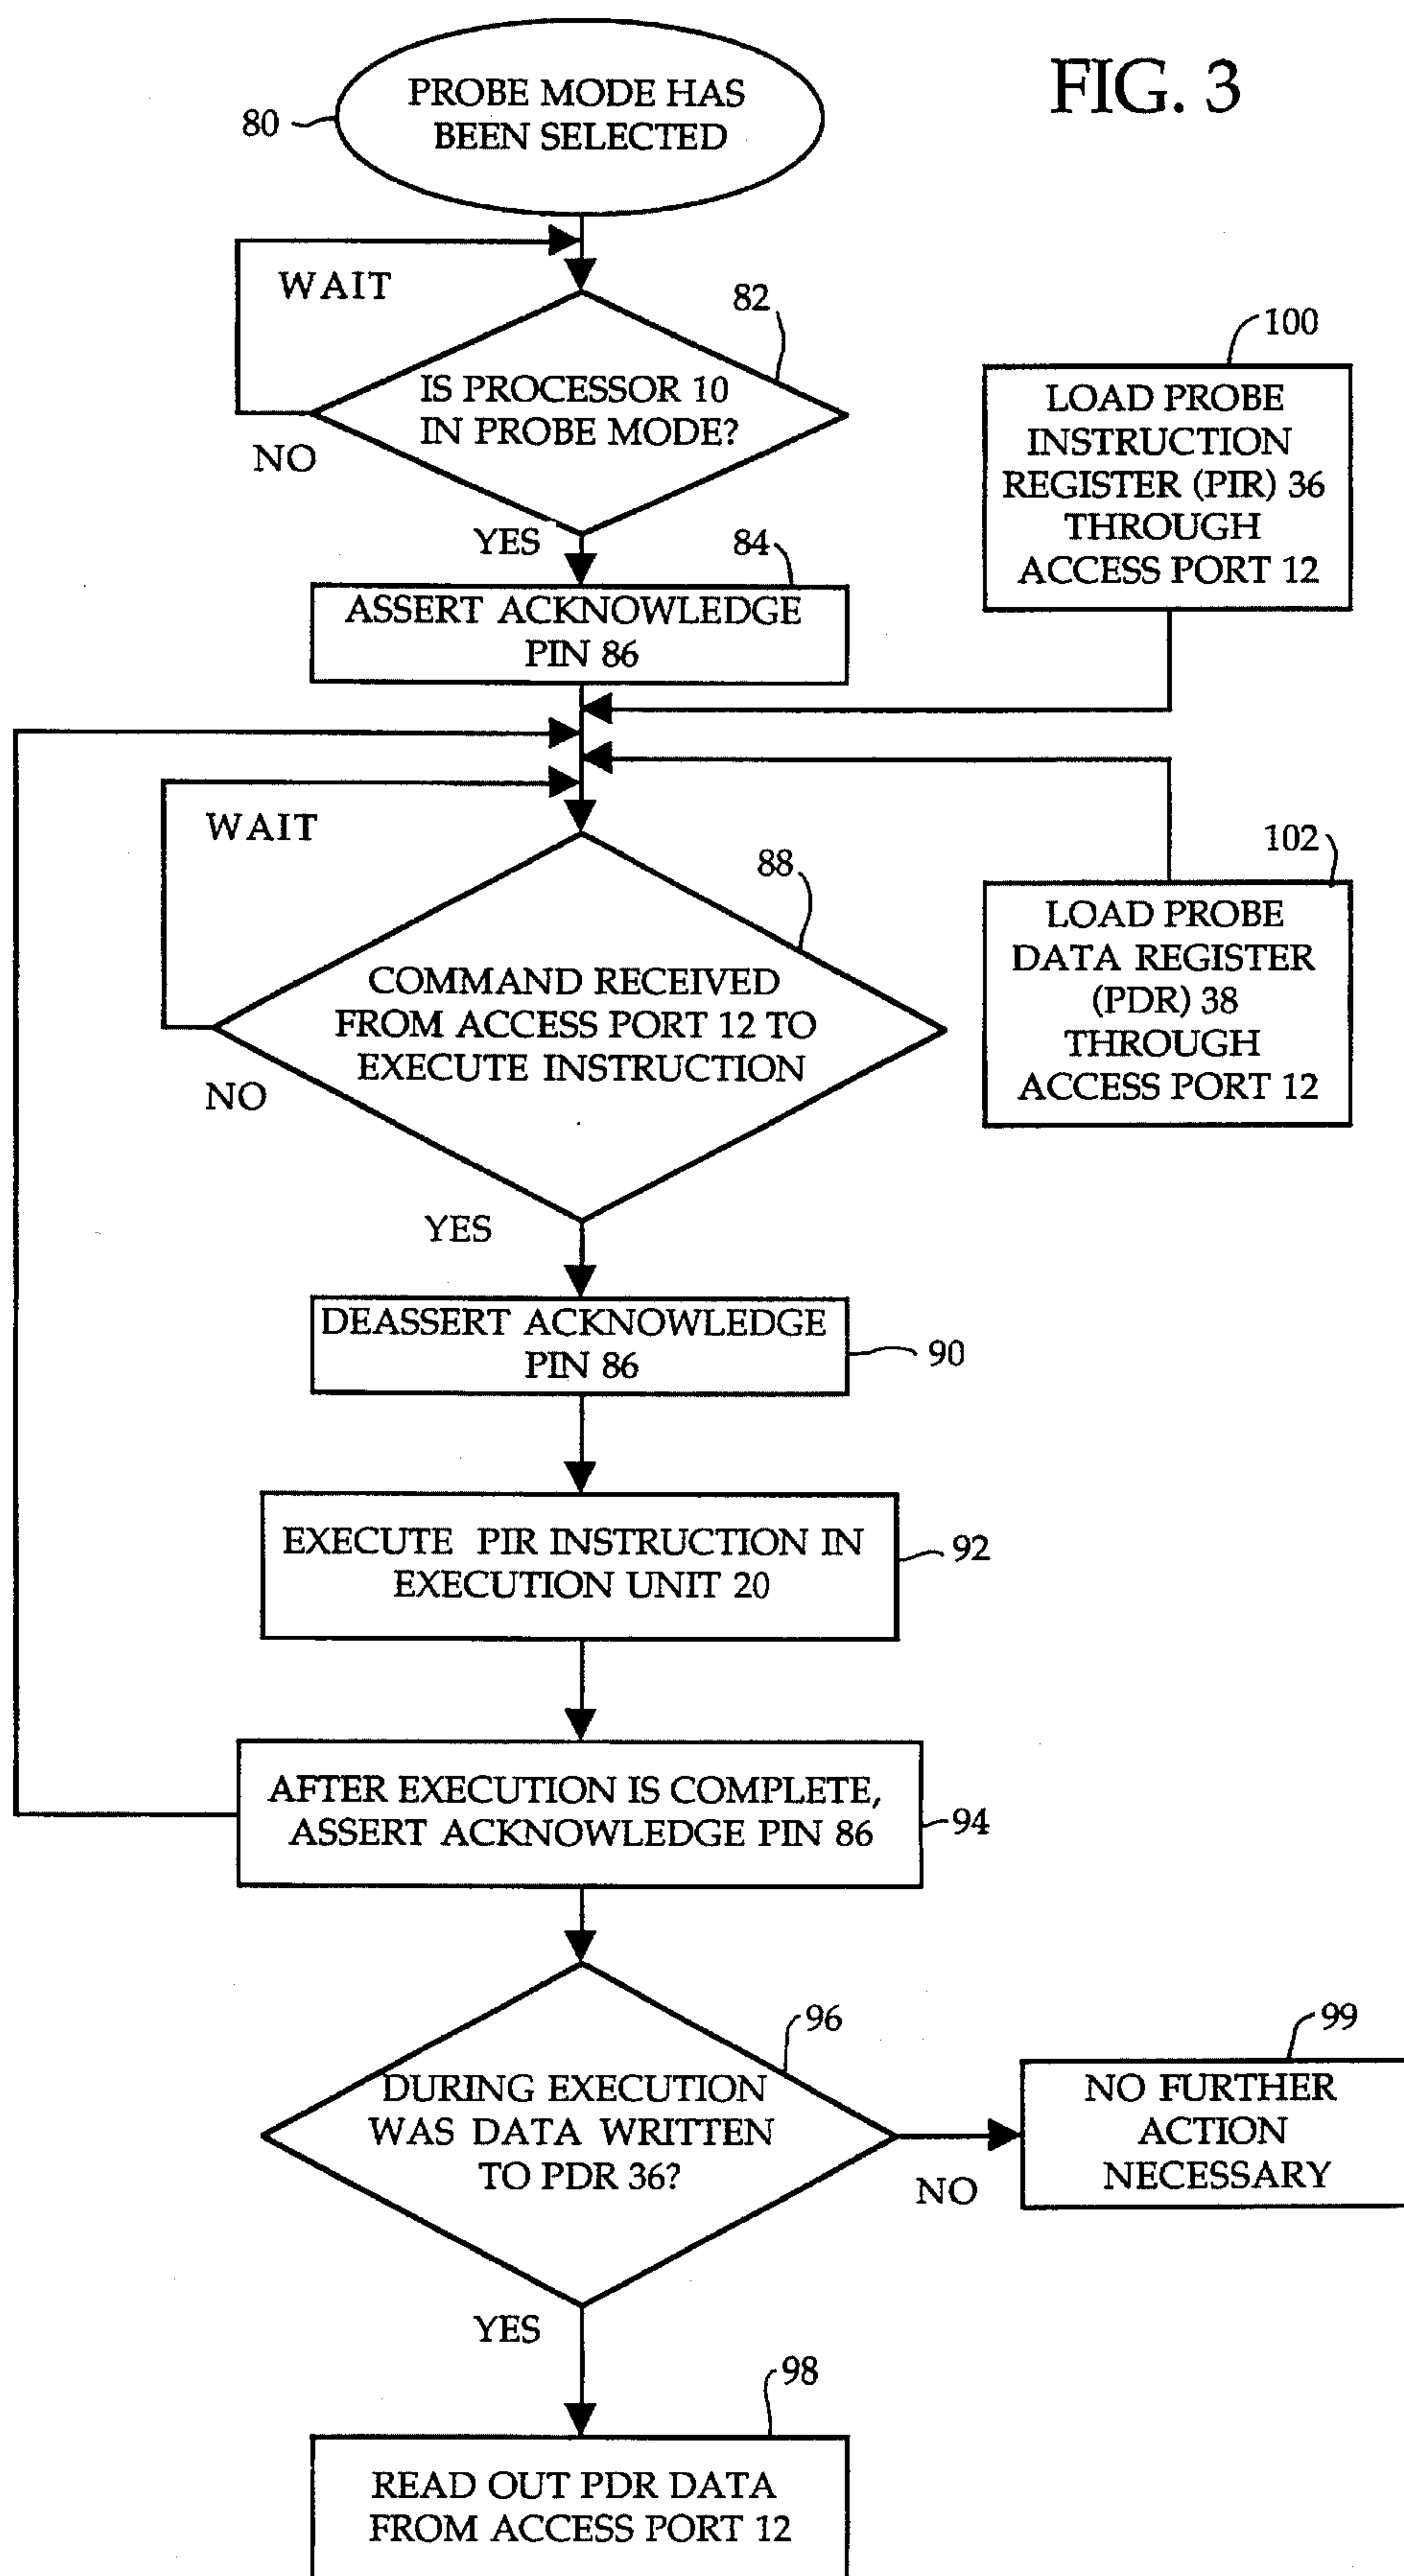 FIG. 3
PROBE MODE HAS
BEEN SELECTED
80
WAIT
82
IS PROCESSOR 10
IN PROBE MODE?
NO
YES
100
LOAD PROBE
INSTRUCTION
REGISTER (PIR) 36
THROUGH
ACCESS PORT 12
84
ASSERT ACKNOWLEDGE
PIN 86
WAIT
88
COMMAND RECEIVED
FROM ACCESS PORT 12 TO
EXECUTE INSTRUCTION
NO
YES
102
LOAD PROBE
DATA REGISTER
(PDR) 38
THROUGH
ACCESS PORT 12
DEASSERT ACKNOWLEDGE
PIN 86
90
EXECUTE PIR INSTRUCTION IN
EXECUTION UNIT 20
92
AFTER EXECUTION IS COMPLETE,
ASSERT ACKNOWLEDGE PIN 86
94
96
DURING EXECUTION
WAS DATA WRITTEN
TO PDR 36?
NO
99
NO FURTHER
ACTION
NECESSARY
YES
98
READ OUT PDR DATA
FROM ACCESS PORT 12